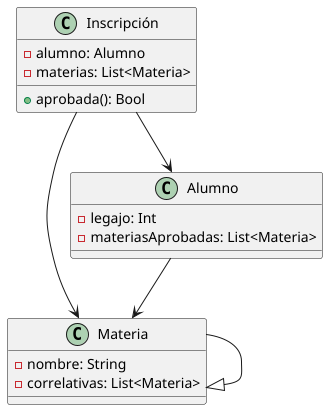 C Inscripción
alumno: Alumno
materias: List<Materia>
aprobada(): Bool
C Alumno
legajo: Int
materiasAprobadas: List<Materia>
C Materia
nombre: String
correlativas: List<Materia>